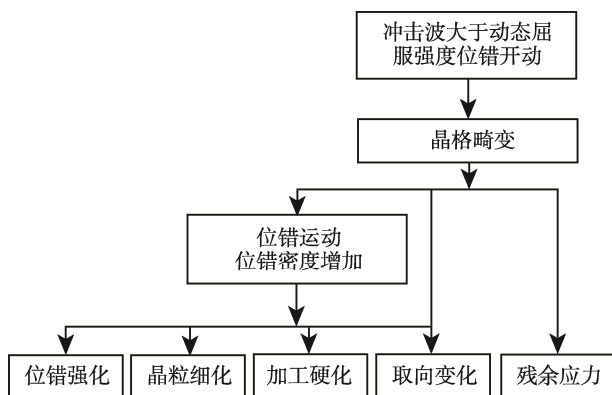 冲击波大于动态屈
服强度位错开动
晶格畸变
位错运动
位错密度增加
位错强化
晶粒细化
加工硬化
取向变化
残余应力